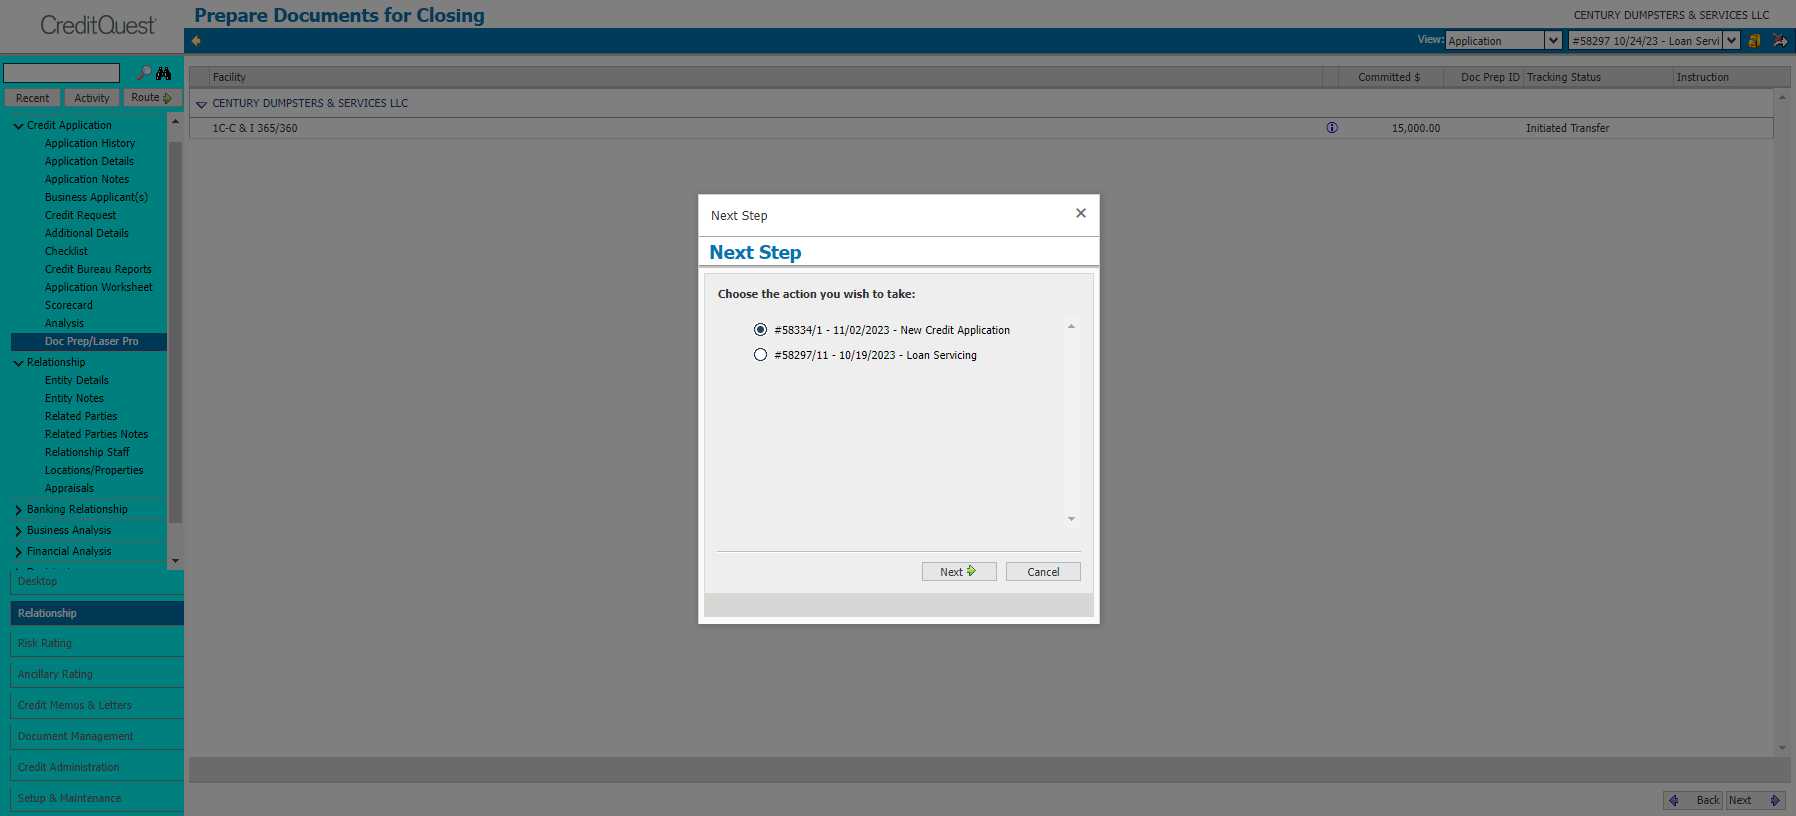 CreditQuest
Prepare Documents for Closing
CENTURY DUMPSTERS & SERVICES LLC
View: Application #58297 10/24/23 - Loan Servi
Recent Activity Route
Credit Application
Application History
Application Details
Application Notes
Business Applicant(s)
Credit Request
Additional Details
Checklist
Credit Bureau Reports
Application Worksheet
Scorecard
Analysis
Doc Prep/Laser Pro
Relationship
Entity Details
Entity Notes
Related Parties
Related Parties Notes
Relationship Staff
Locations/Properties
Appraisals
Banking Relationship
Business Analysis
Financial Analysis
Desktop
Relationship
Risk Rating
Ancillary Rating
Credit Memos & Letters
Document Management
Credit Administration
Setup & Maintenance
Facility Committed $ Doc Prep ID Tracking Status Instruction
CENTURY DUMPSTERS & SERVICES LLC
1C-C & I 365/360 15,000.00 Initiated Transfer
Next Step
Next Step
Choose the action you wish to take:
#58334/1 - 11/02/2023 - New Credit Application
#58297/11 - 10/19/2023 - Loan Servicing
Next Cancel
Back Next